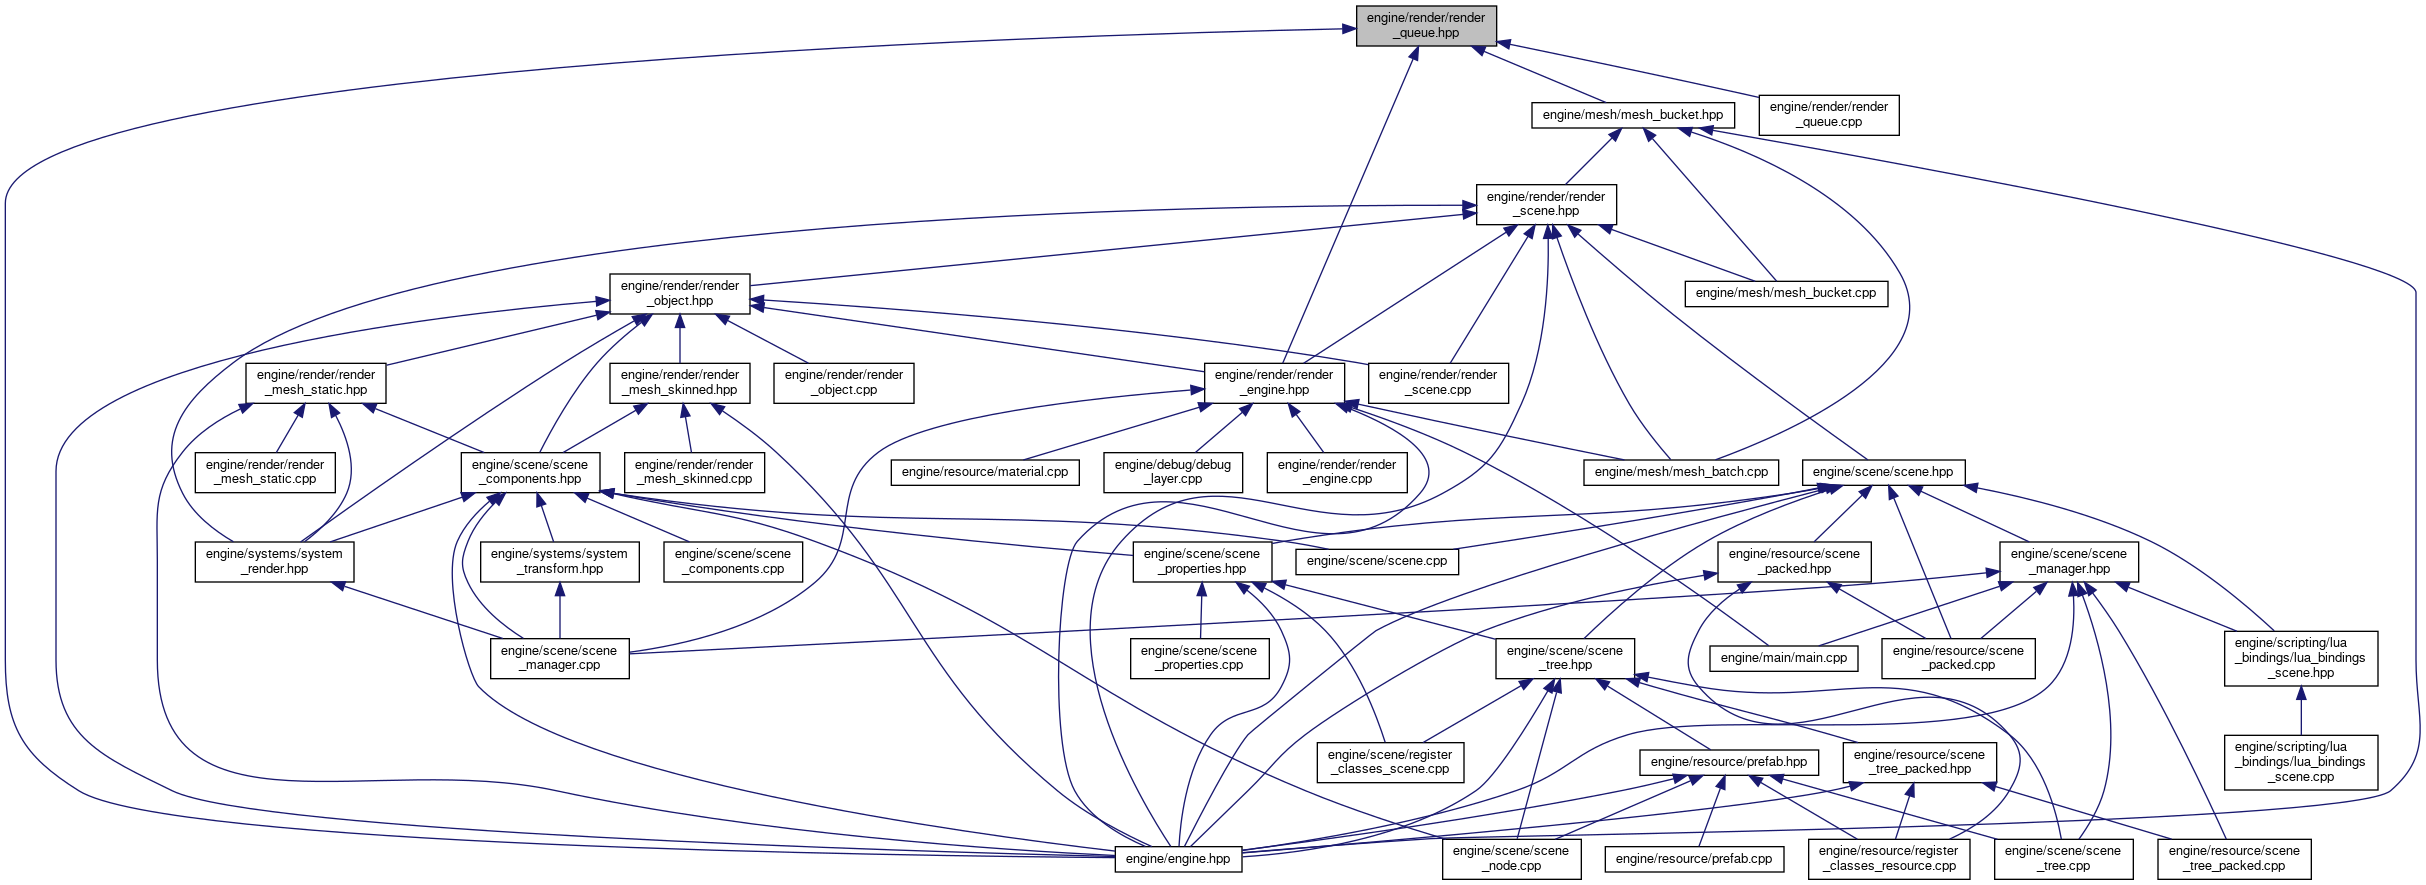 engine/render/render
_queue.hpp
engine/mesh/mesh_bucket.hpp
engine/render/render
_queue.cpp
engine/render/render
_scene.hpp
engine/render/render
_object.hpp
engine/mesh/mesh_bucket.cpp
engine/render/render
_mesh_static.hpp
engine/render/render
_mesh_skinned.hpp
engine/render/render
_object.cpp
engine/render/render
_engine.hpp
engine/render/render
_scene.cpp
engine/render/render
_mesh_static.cpp
engine/scene/scene
_components.hpp
engine/render/render
_mesh_skinned.cpp
engine/resource/material.cpp
engine/debug/debug
_layer.cpp
engine/render/render
_engine.cpp
engine/mesh/mesh_batch.cpp
engine/scene/scene.hpp
engine/systems/system
_render.hpp
engine/systems/system
_transform.hpp
engine/scene/scene
_components.cpp
engine/scene/scene
_properties.hpp
engine/scene/scene.cpp
engine/resource/scene
_packed.hpp
engine/scene/scene
_manager.hpp
engine/scene/scene
_manager.cpp
engine/scene/scene
_properties.cpp
engine/scene/scene
_tree.hpp
engine/main/main.cpp
engine/resource/scene
_packed.cpp
engine/scripting/lua
_bindings/lua_bindings
_scene.hpp
engine/scene/register
_classes_scene.cpp
engine/resource/prefab.hpp
engine/resource/scene
_tree_packed.hpp
engine/scripting/lua
_bindings/lua_bindings
_scene.cpp
engine/engine.hpp
engine/scene/scene
_node.cpp
engine/resource/prefab.cpp
engine/resource/register
_classes_resource.cpp
engine/scene/scene
_tree.cpp
engine/resource/scene
_tree_packed.cpp